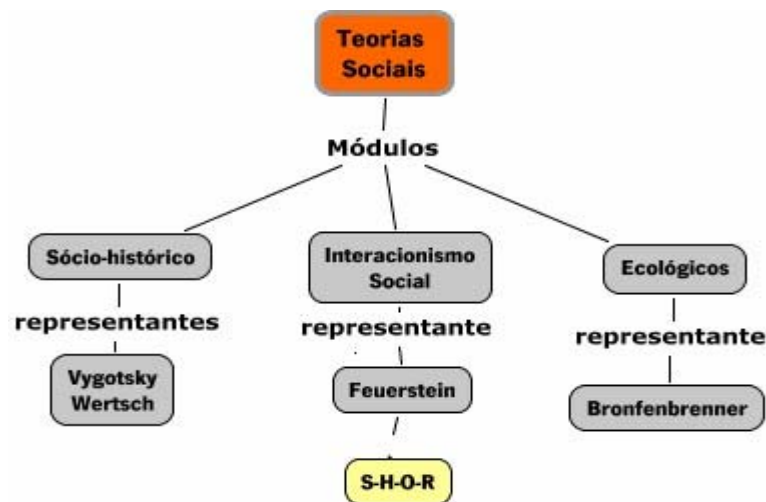 Teorias
Sociais
Módulos
Sócio-histórico
Interacionismo
Social
Ecológicos
representantes
representante
representante
Vygotsky
Wertsch
Feuerstein
Bronfenbrenner
S-H-O-R